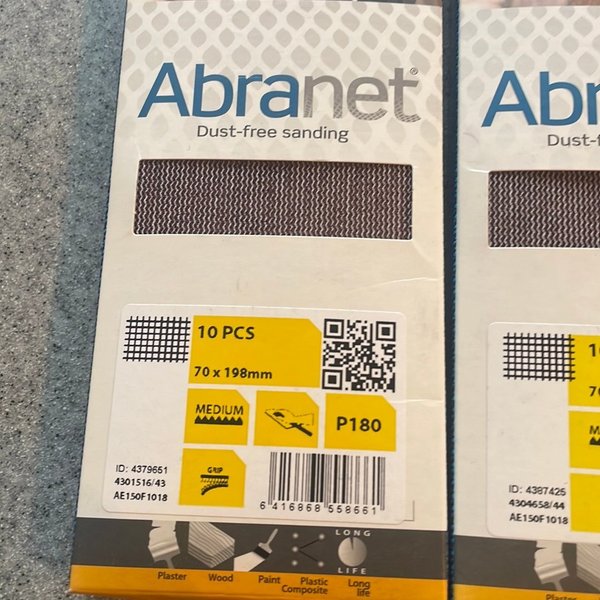 Abranet®
Dust-free sanding
10 PCS
70 x 198mm
MEDIUM
P180
GRIP
ID: 4379651
4301516/43
AE150F1018
6 416868 558661
LONG
LIFE
Plaster
Wood
Paint
Plastic
Composite
Long
life
Abr
Dust-f
ID: 4387425
4304658/44
AE150F1018